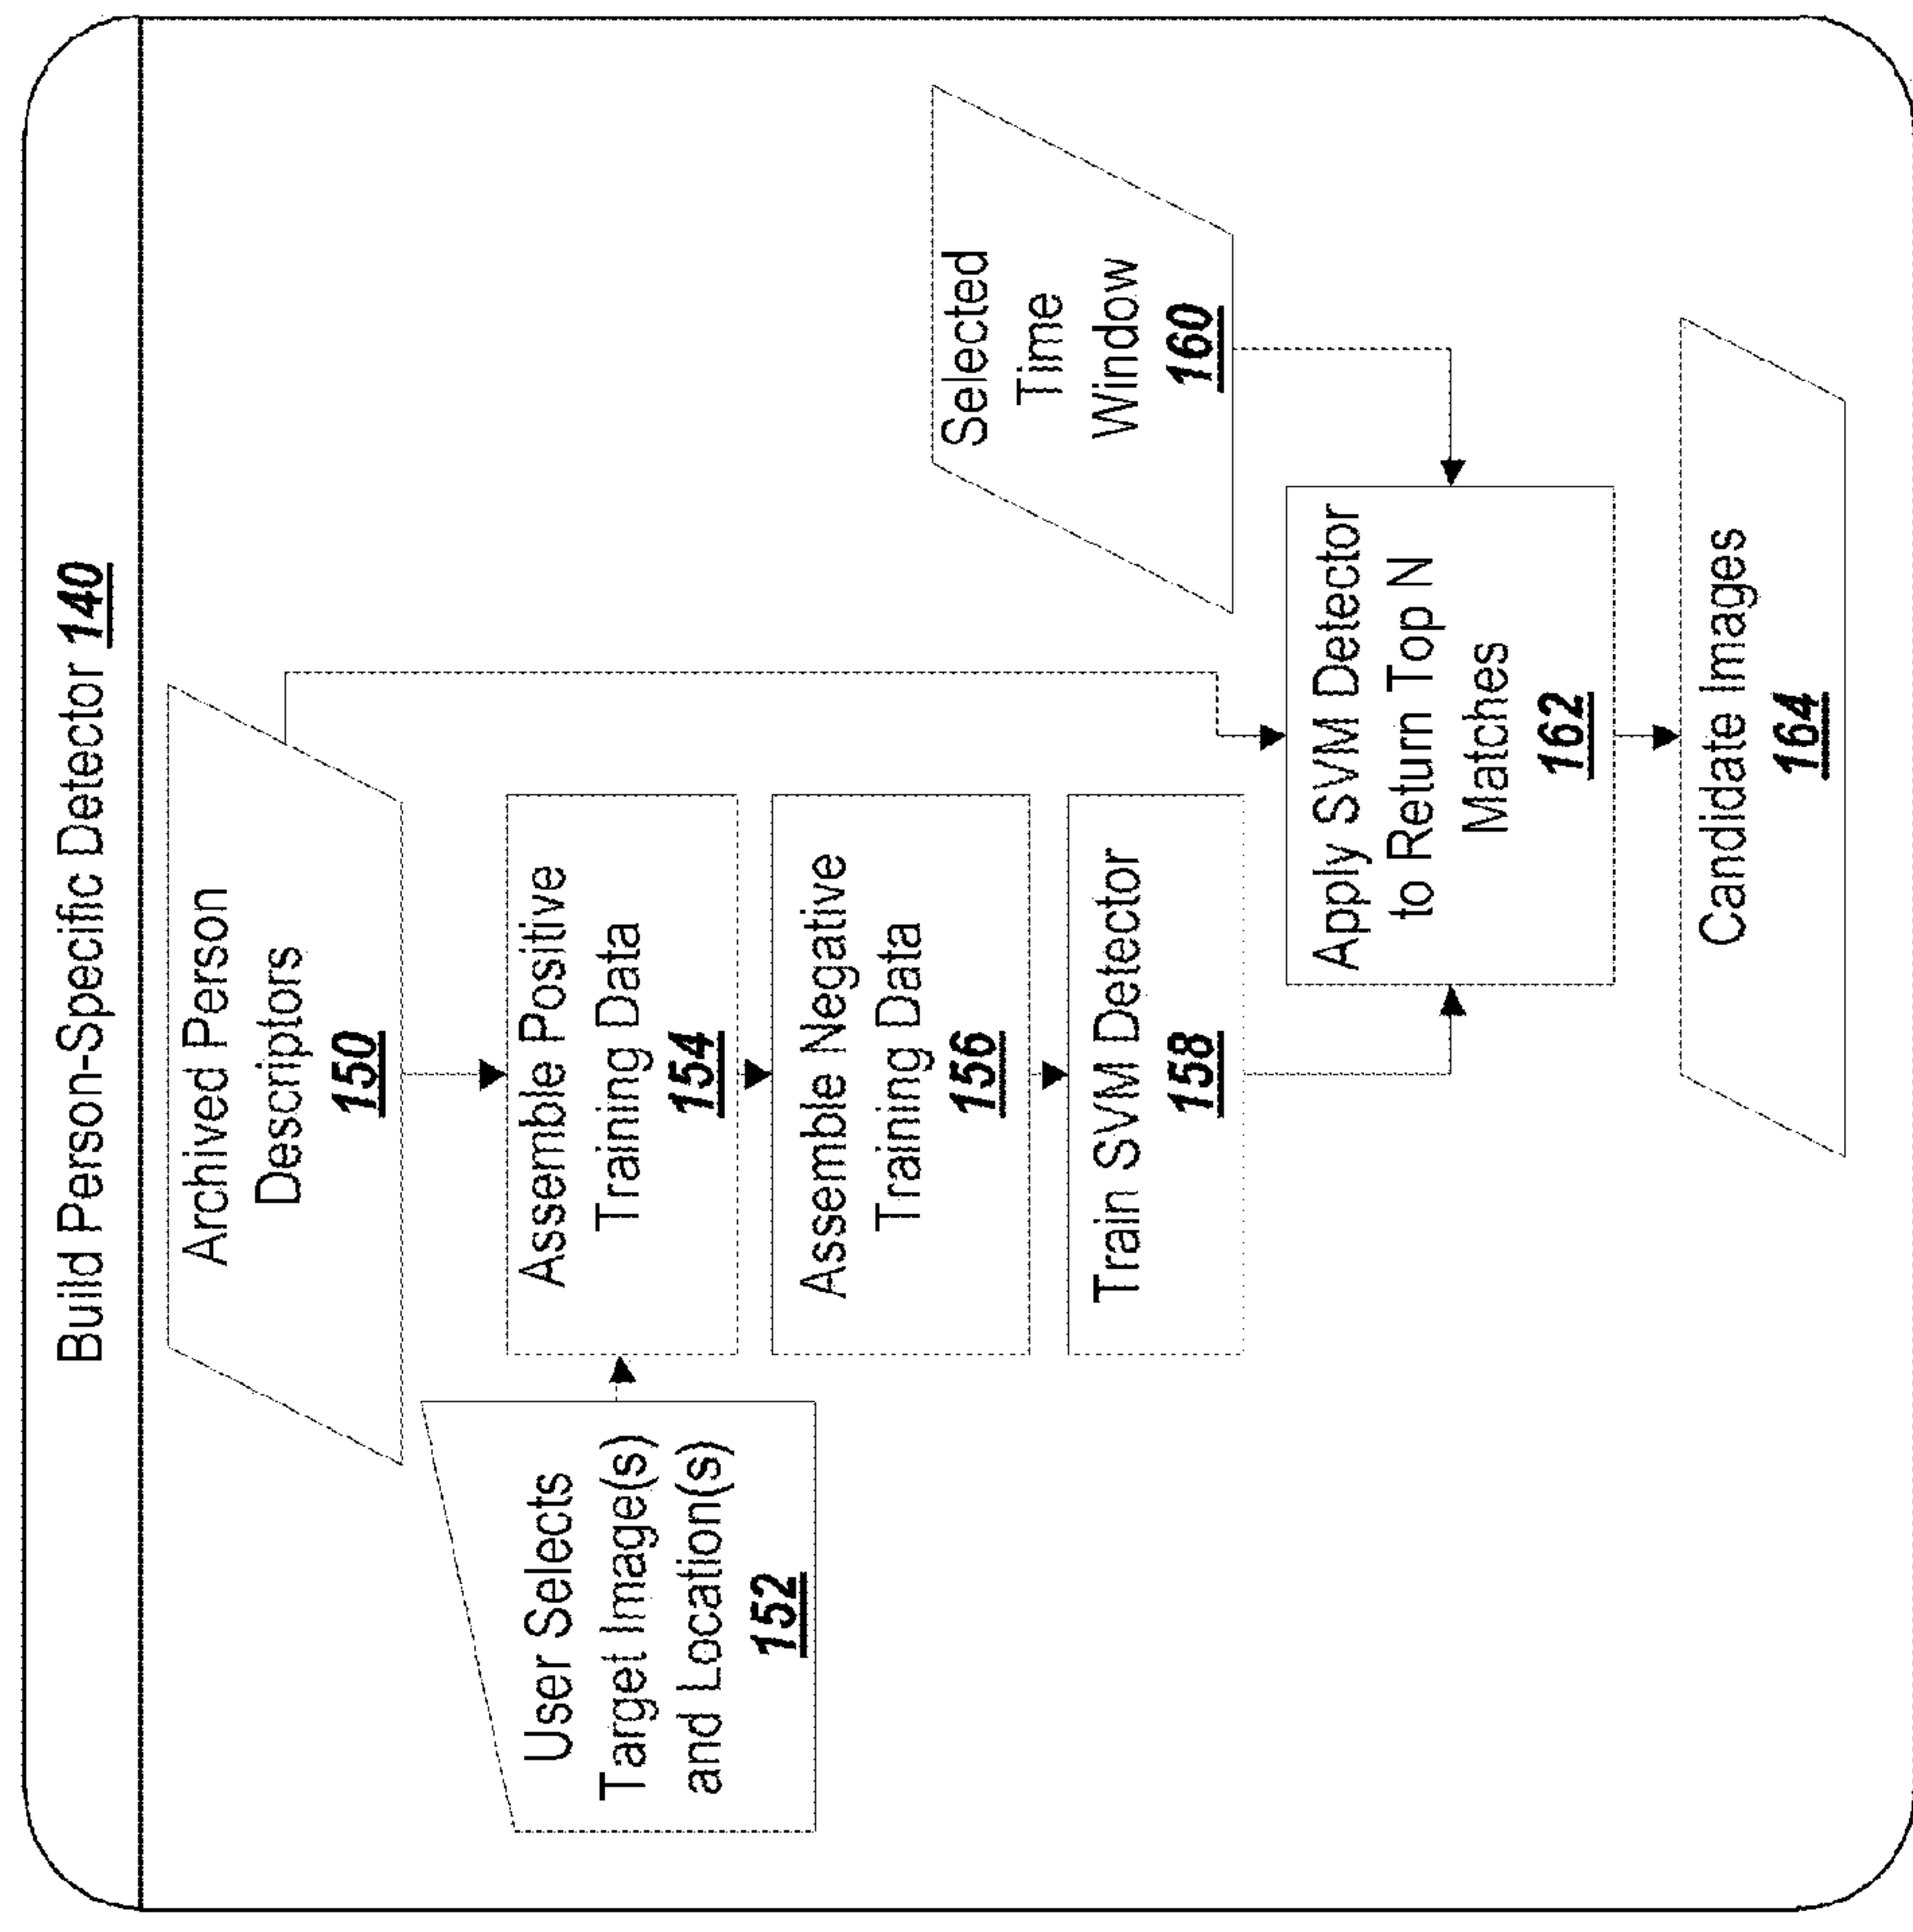 Build Person-Specific Detector 140
Archived Person
Descriptors
150
User Selects
Target Image(s)
and Location(s)
152
Assemble Positive
Training Data
154
Assemble Negative
Training Data
156
Train SVM Detector
158
Selected
Time
Window
160
Apply SVM Detector
to Return Top N
Matches
162
Candidate Images
164